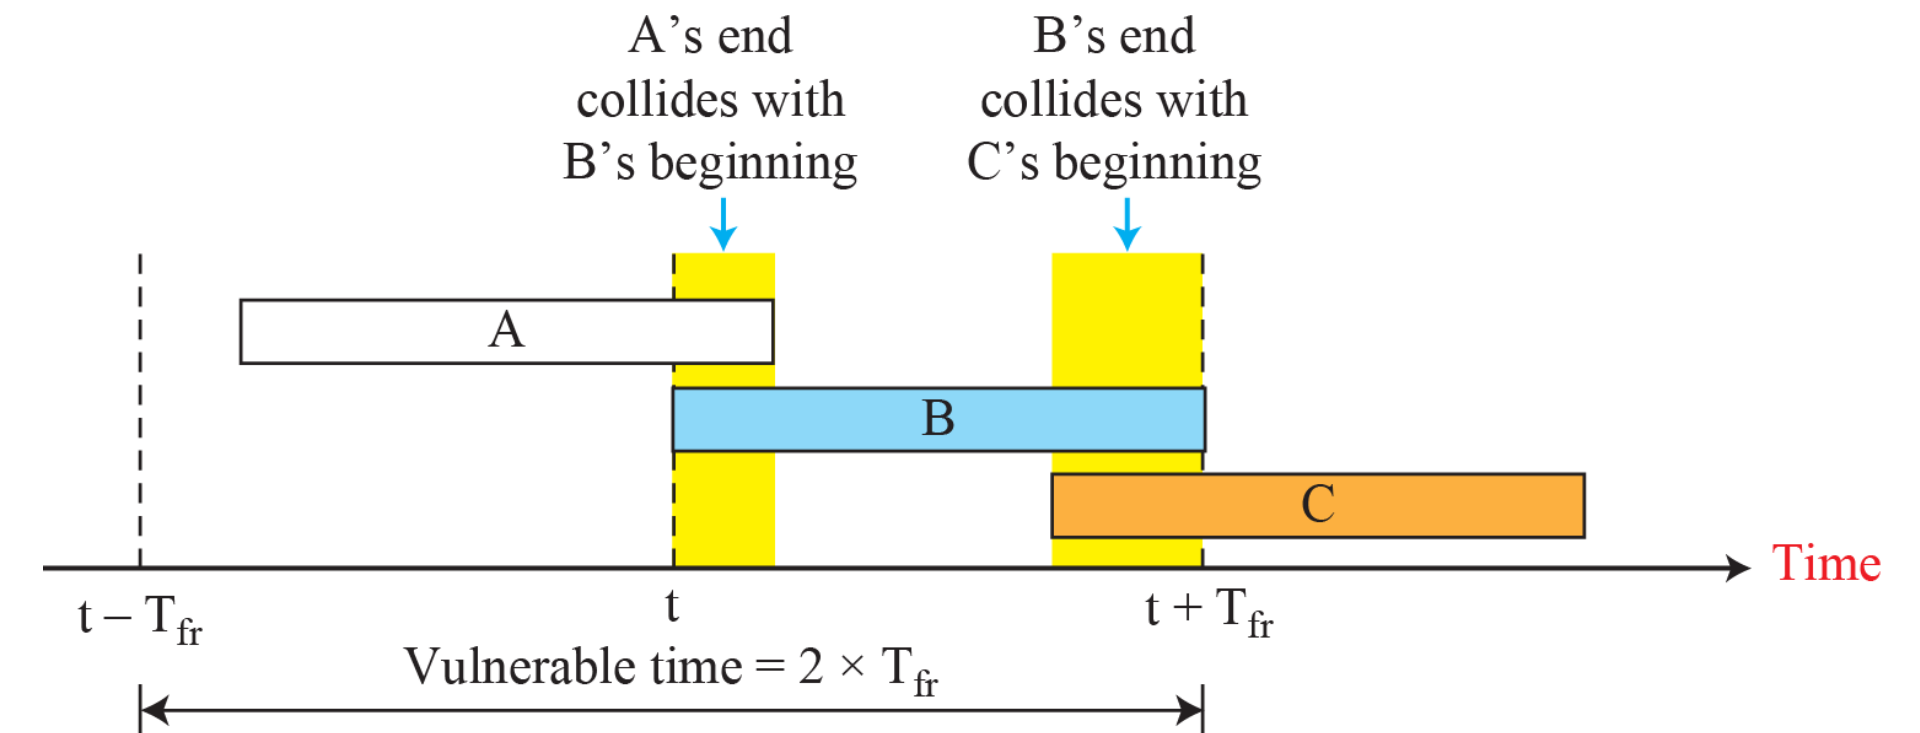 A’s end
collides with
B’s beginning
B’s end
collides with
C’s beginning
A
B
C
Time
t – Tfr
t
t + Tfr
Vulnerable time = 2 × Tfr